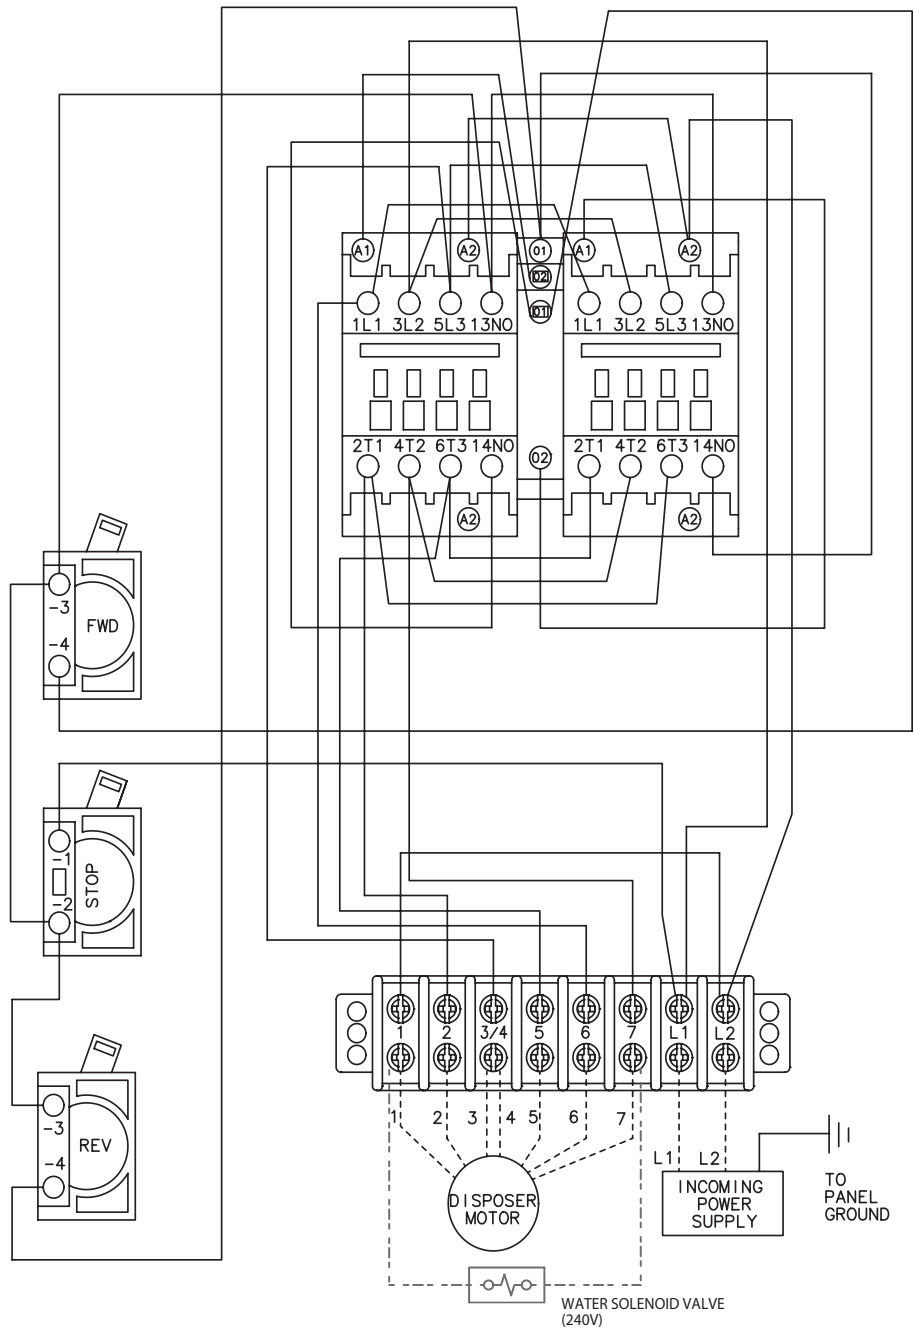 A1 A2 01 A1 A2
02
01
1L1 3L2 5L3 13NO 1L1 3L2 5L3 13NO
2T1 4T2 6T3 14NO 2T1 4T2 6T3 14NO
02
A2 A2
-3
FWD
-4
-1
STOP
-2
1 2 3/4 5 6 7 L1 L2
1 2 3 4 5 6 7
-3
REV
-4
L1 L2
DISPOSER
MOTOR
INCOMING
POWER
SUPPLY
TO
PANEL
GROUND
WATER SOLENOID VALVE
(240V)